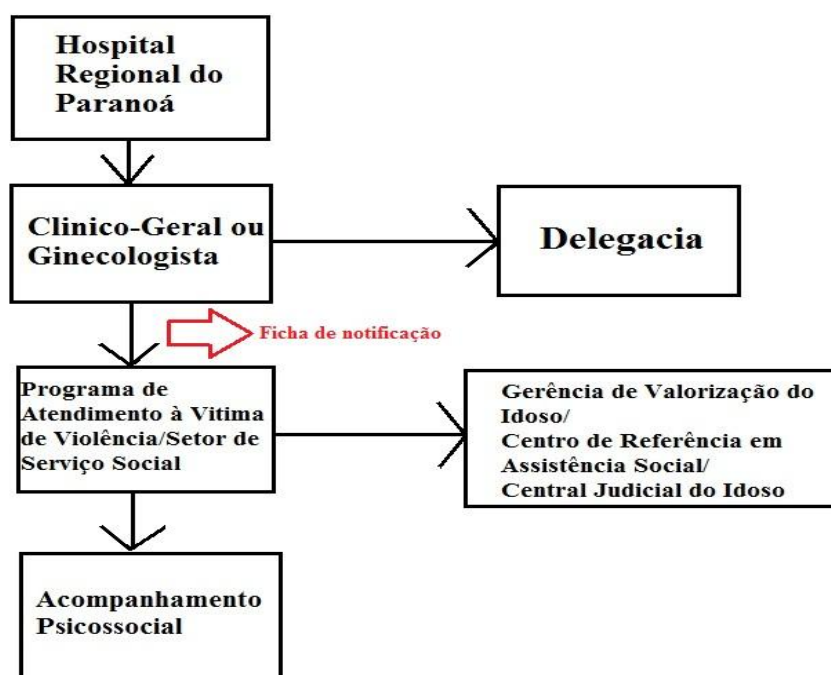 Hospital
Regional do
Paranoá
Clinico-Geral ou
Ginecologista
Delegacia
Ficha de notificação
Programa de
Atendimento à Vitima
de Violência/Setor de
Serviço Social
Gerência de Valorização do
Idoso/
Centro de Referência em
Assistência Social/
Central Judicial do Idoso
Acompanhamento
Psicossocial